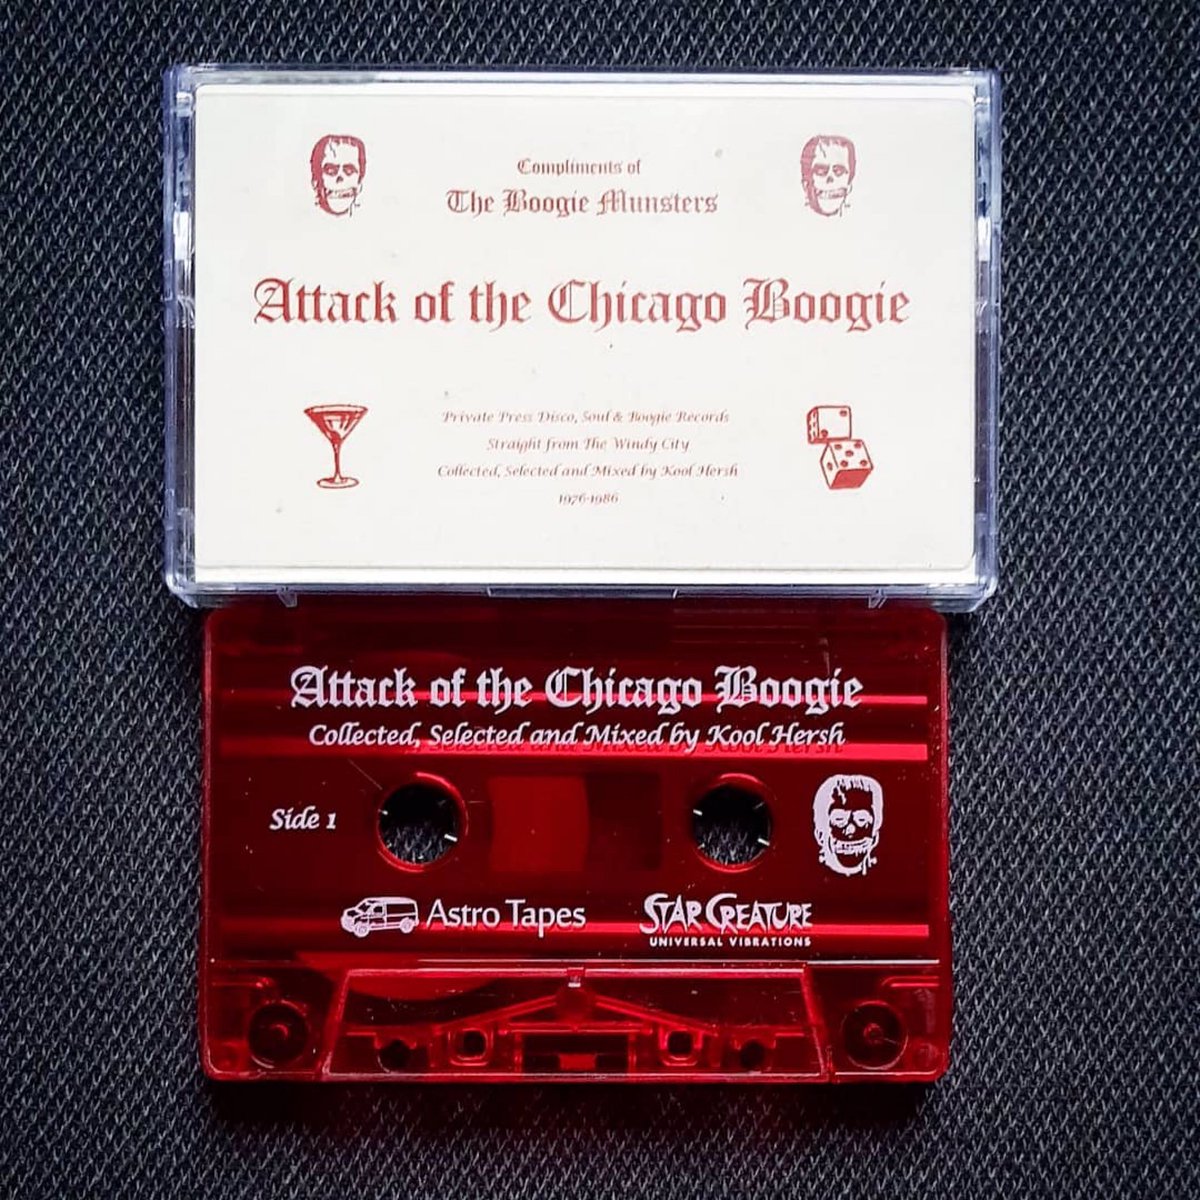 Compliments of
The Boogie Munsters
Attack of the Chicago Boogie
Private Press Disco, Soul & Boogie Records
Straight from The Windy City
Collected, Selected and Mixed by Kool Hersh
1976-1986
Attack of the Chicago Boogie
Collected, Selected and Mixed by Kool Hersh
Side 1
Astro Tapes
STAR CREATURE
UNIVERSAL VIBRATIONS